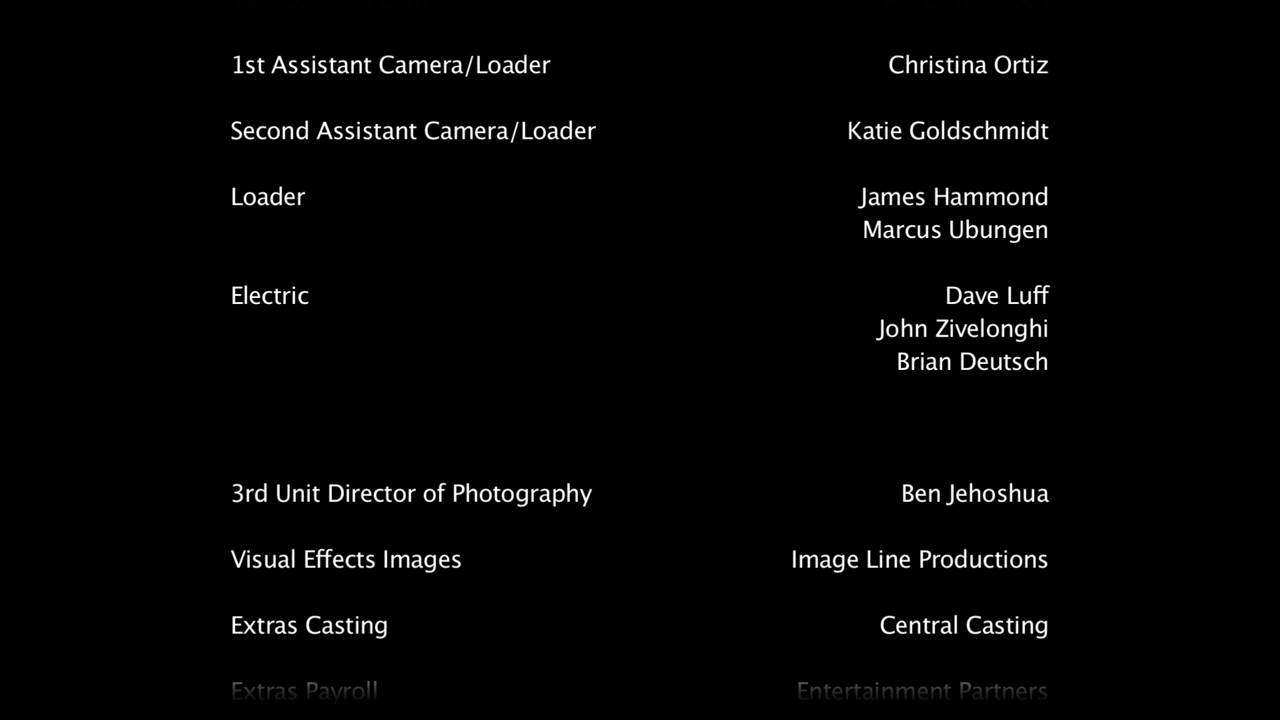 1st Assistant Camera/Loader Christina Ortiz
Second Assistant Camera/Loader Katie Goldschmidt
Loader James Hammond
Marcus Ubungen
Electric Dave Luff
John Zivelonghi
Brian Deutsch
3rd Unit Director of Photography Ben Jehoshua
Visual Effects Images Image Line Productions
Extras Casting Central Casting
Extras Payroll Entertainment Partners